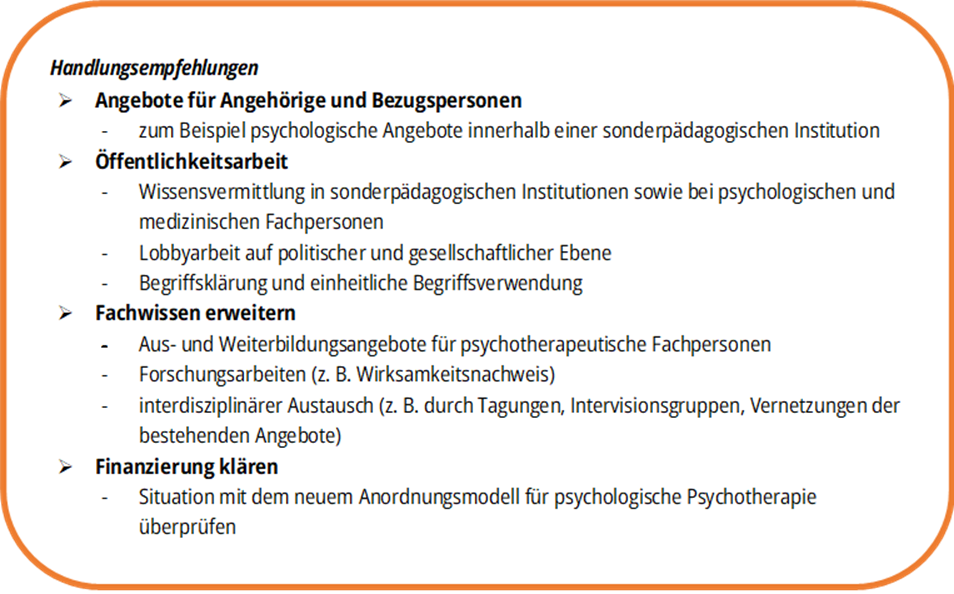 Handlungsempfehlungen
➢ Angebote für Angehörige und Bezugspersonen
- zum Beispiel psychologische Angebote innerhalb einer sonderpädagogischen Institution
➢ Öffentlichkeitsarbeit
- Wissensvermittlung in sonderpädagogischen Institutionen sowie bei psychologischen und
medizinischen Fachpersonen
- Lobbyarbeit auf politischer und gesellschaftlicher Ebene
- Begriffsklärung und einheitliche Begriffsverwendung
➢ Fachwissen erweitern
- Aus- und Weiterbildungsangebote für psychotherapeutische Fachpersonen
- Forschungsarbeiten (z. B. Wirksamkeitsnachweis)
- interdisziplinärer Austausch (z. B. durch Tagungen, Intervisionsgruppen, Vernetzungen der
bestehenden Angebote)
➢ Finanzierung klären
- Situation mit dem neuem Anordnungsmodell für psychologische Psychotherapie
überprüfen